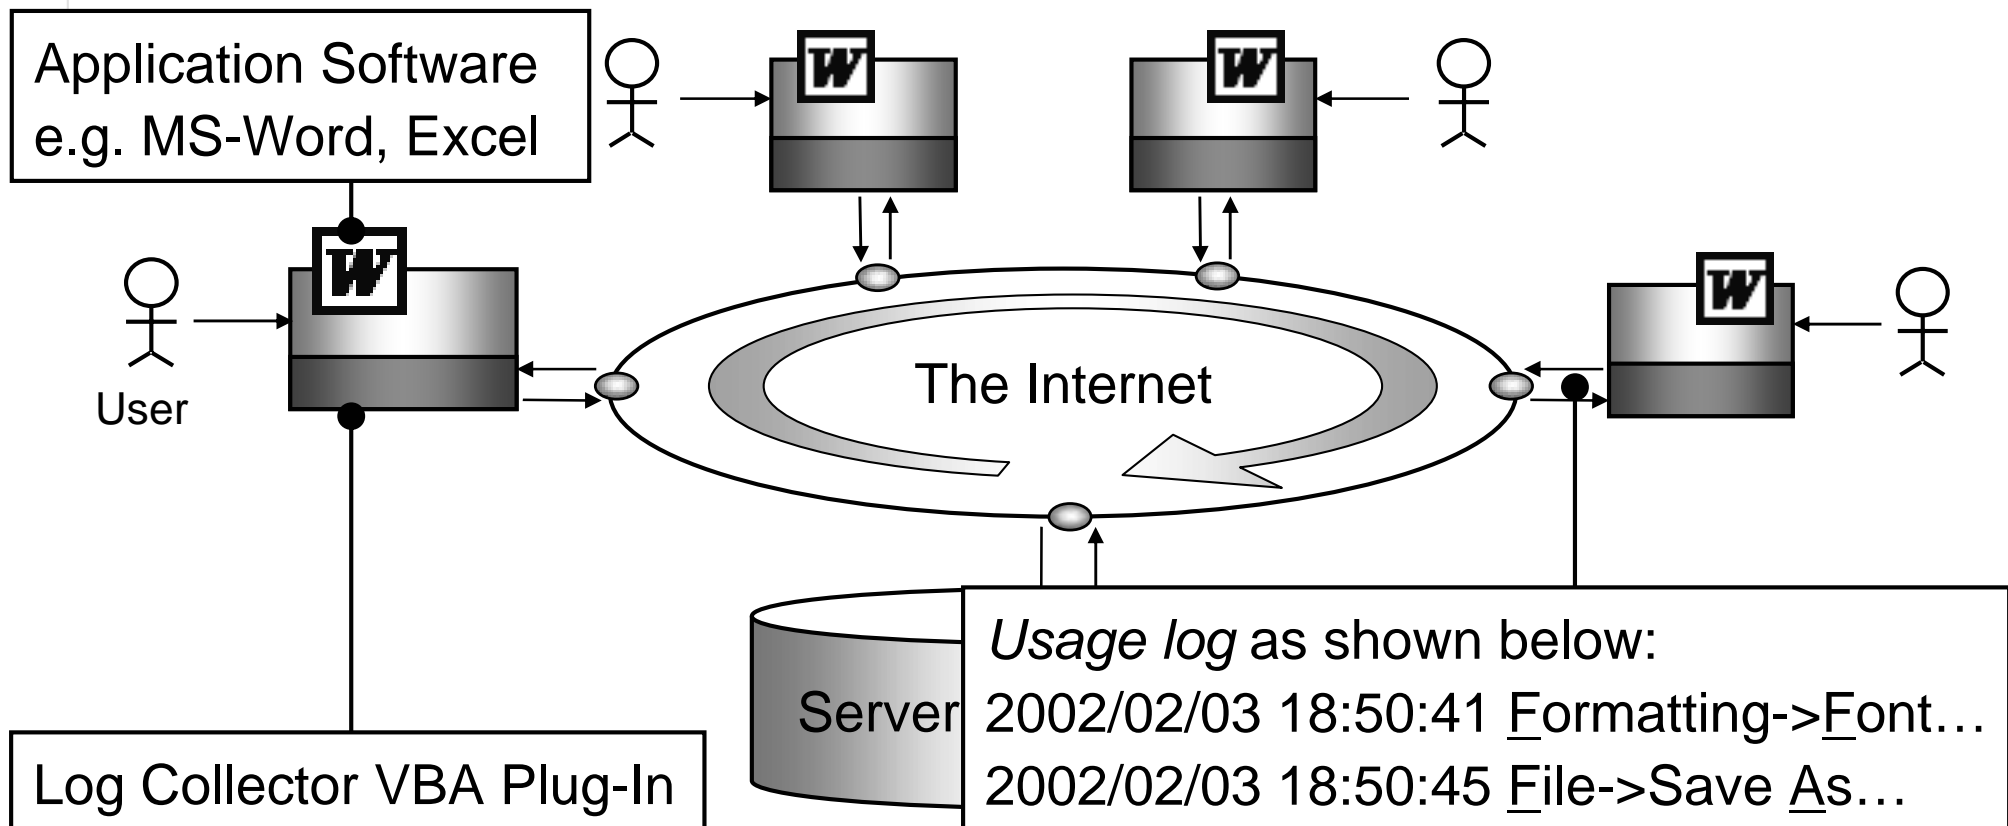 Application Software
e.g. MS-Word, Excel
W
W
W
W
User
The Internet
Server
Usage log as shown below:
2002/02/03 18:50:41 Formatting->Font…
2002/02/03 18:50:45 File->Save As…
Log Collector VBA Plug-In